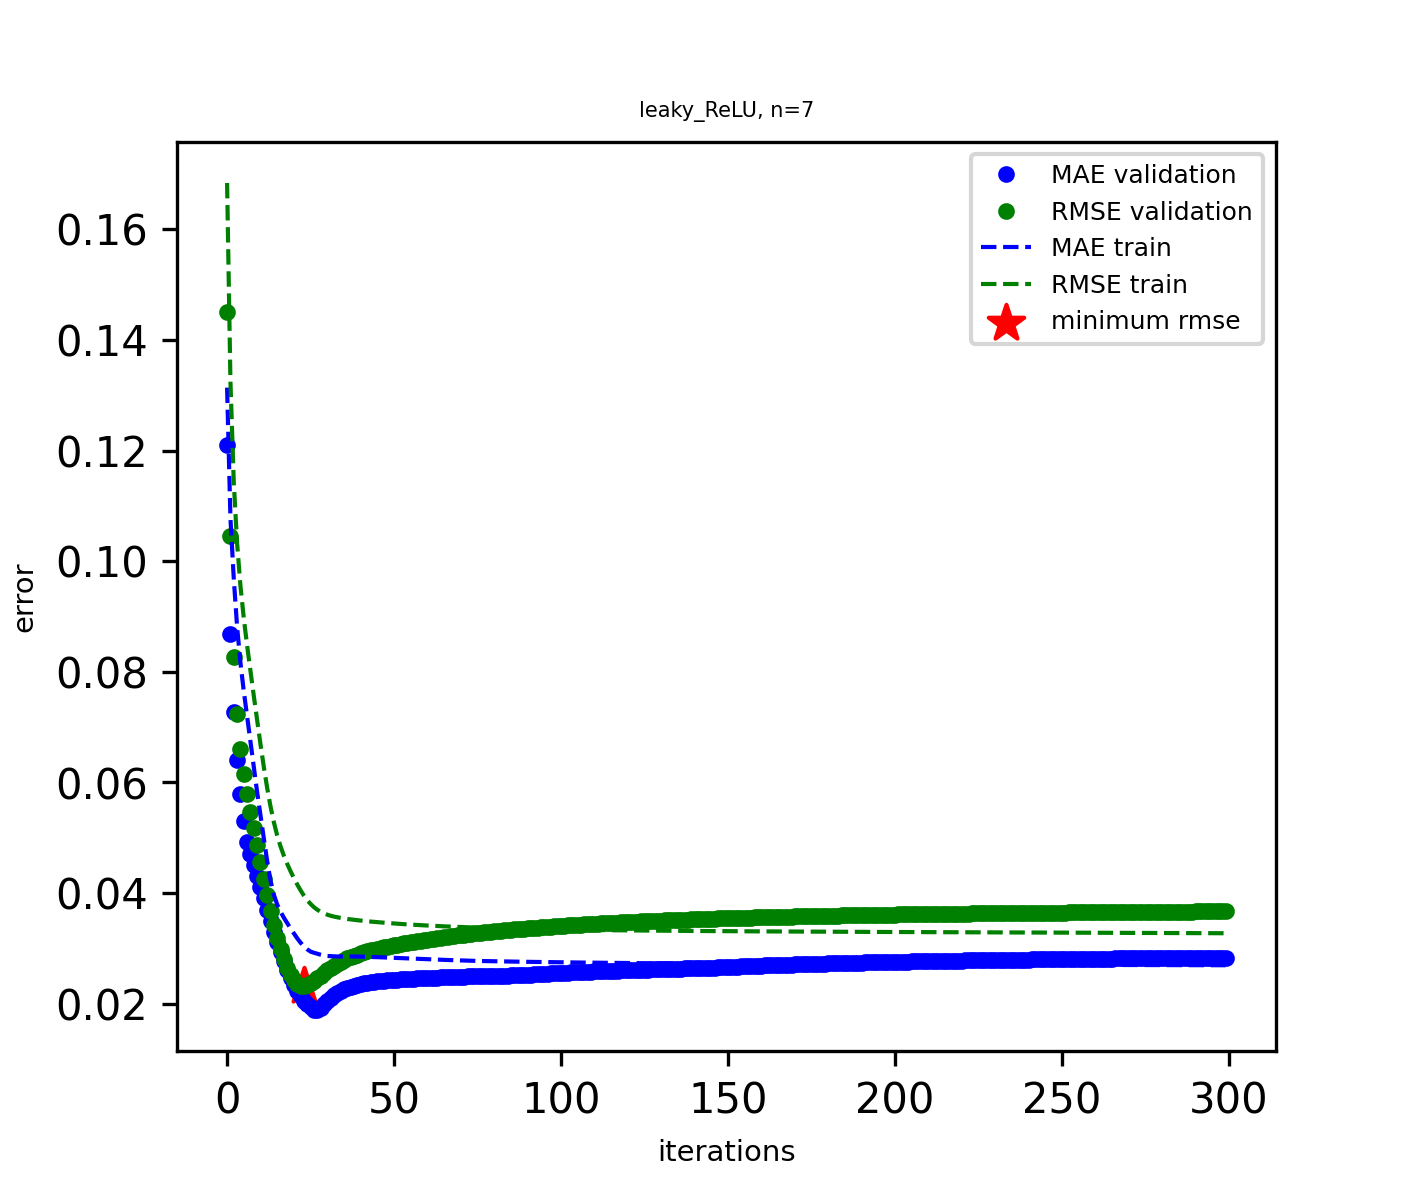 leaky_ReLU, n=7
MAE validation
RMSE validation
MAE train
RMSE train
minimum rmse
error
0.16
0.14
0.12
0.10
0.08
0.06
0.04
0.02
0 50 100 150 200 250 300
iterations